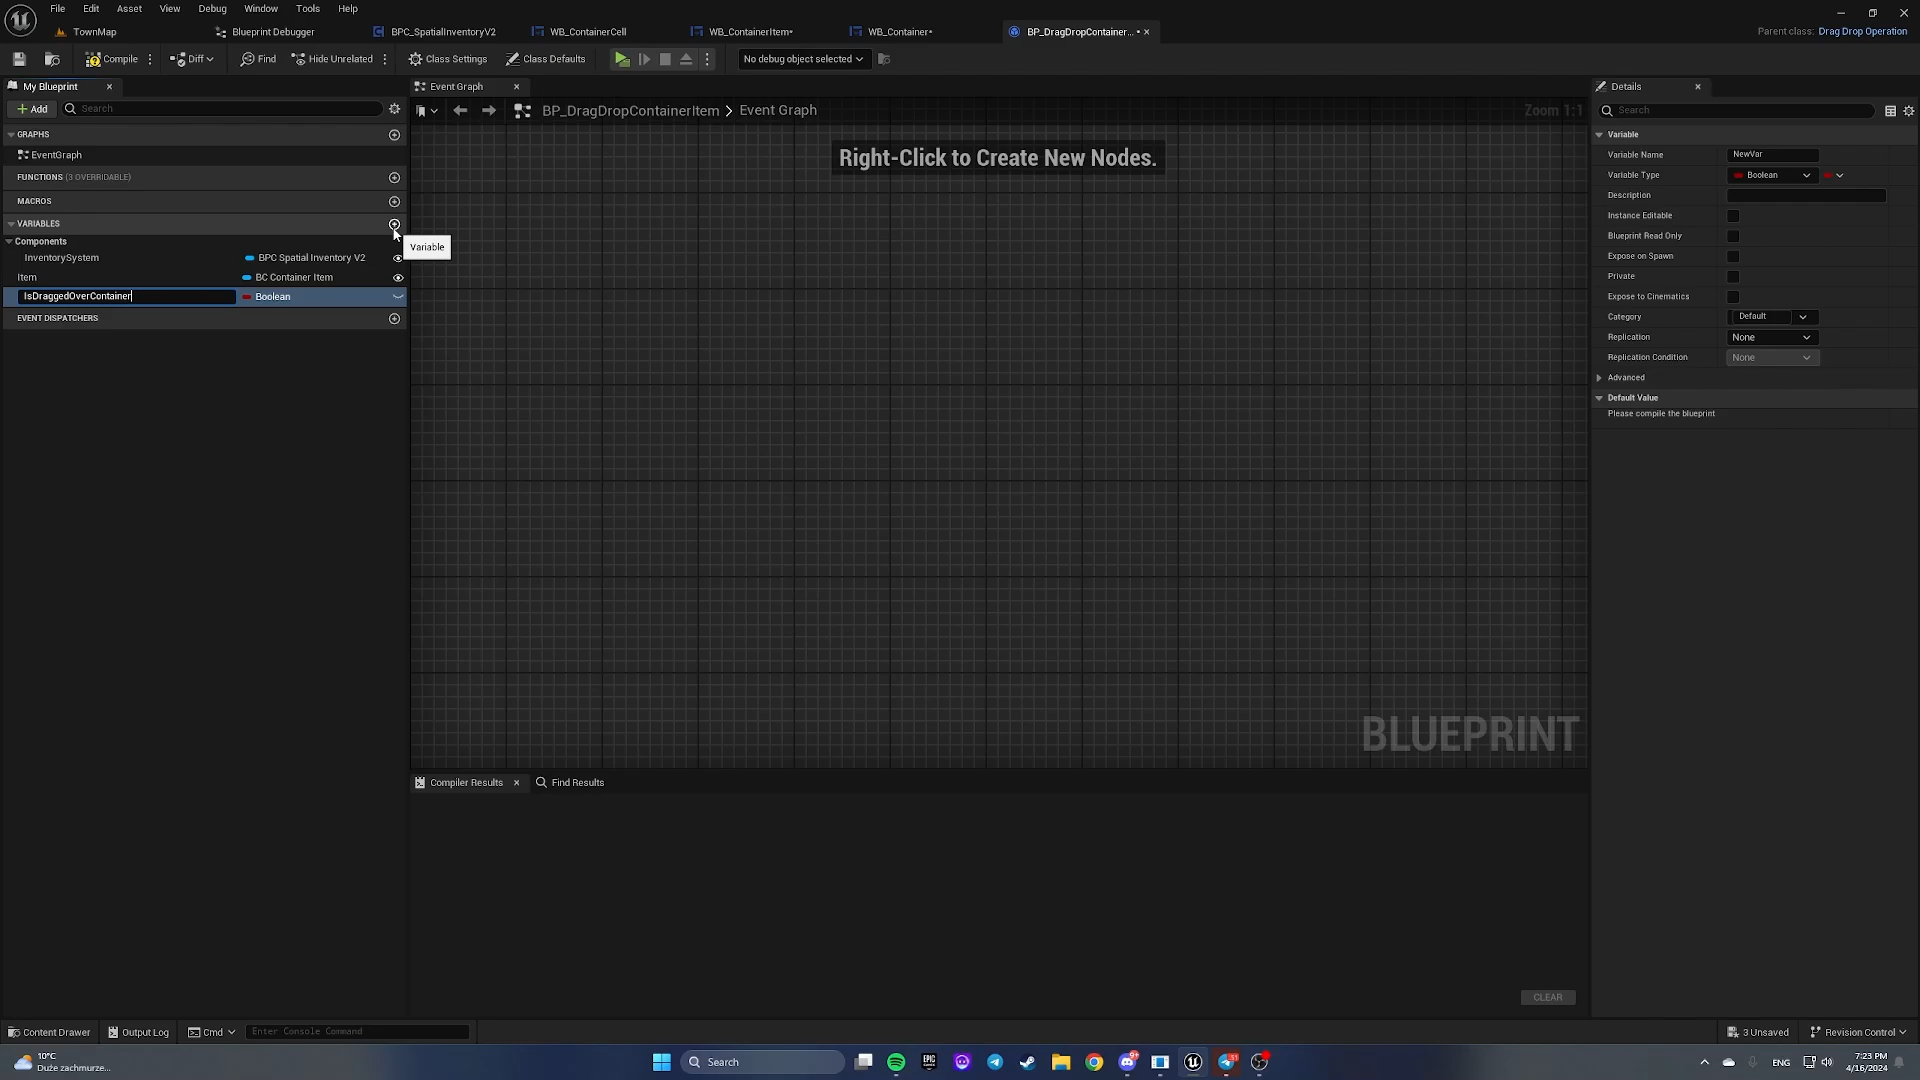 File Edit Asset View Debug Window Tools Help
TownMap Blueprint Debugger BPC_SpatialInventoryV2 WB_ContainerCell WB_ContainerItem• WB_Container• BP_DragDropContainer... • × Parent class: Drag Drop Operation
Compile Diff Find Hide Unrelated Class Settings Class Defaults No debug object selected
My Blueprint × Event Graph × Details ×
+ Add Search BP_DragDropContainerItem > Event Graph Zoom 1:1 Search
GRAPHS
EventGraph
FUNCTIONS (3 OVERRIDABLE)
MACROS
VARIABLES
Variable
Components
InventorySystem BPC Spatial Inventory V2
Item BC Container Item
IsDraggedOverContainer Boolean
EVENT DISPATCHERS
Right-Click to Create New Nodes.
BLUEPRINT
Variable
Variable Name NewVar
Variable Type Boolean
Description
Instance Editable
Blueprint Read Only
Expose on Spawn
Private
Expose to Cinematics
Category Default
Replication None
Replication Condition None
Advanced
Default Value
Please compile the blueprint
Compiler Results × Find Results
CLEAR
Content Drawer Output Log Cmd Enter Console Command 3 Unsaved Revision Control
10°C
Duże zachmurze...
Search
EPIC GAMES
ENG
7:23 PM
4/16/2024